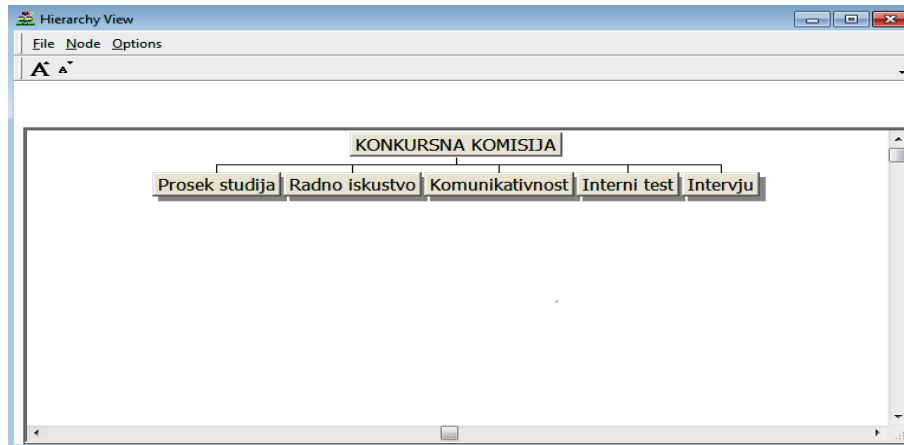 Hierarchy View
File Node Options
A A
KONKURSNA KOMISIJA
Prosek studija Radno iskustvo Komunikativnost Interni test Intervju